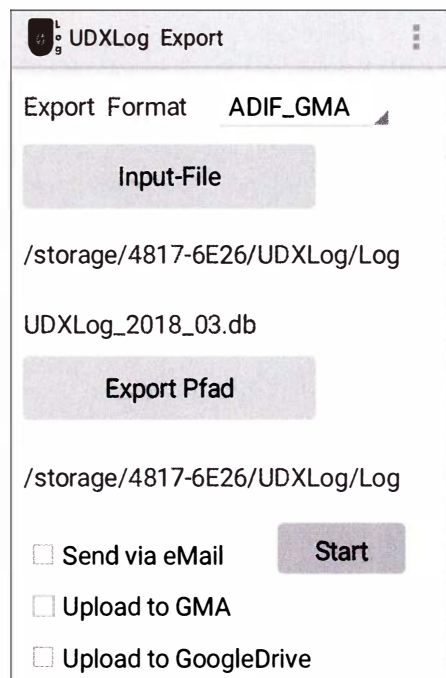 Log
UDXLog Export
Export Format ADIF_GMA
Input-File
/storage/4817-6E26/UDXLog/Log
UDXLog_2018_03.db
Export Pfad
/storage/4817-6E26/UDXLog/Log
Send via eMail Start
Upload to GMA
Upload to GoogleDrive